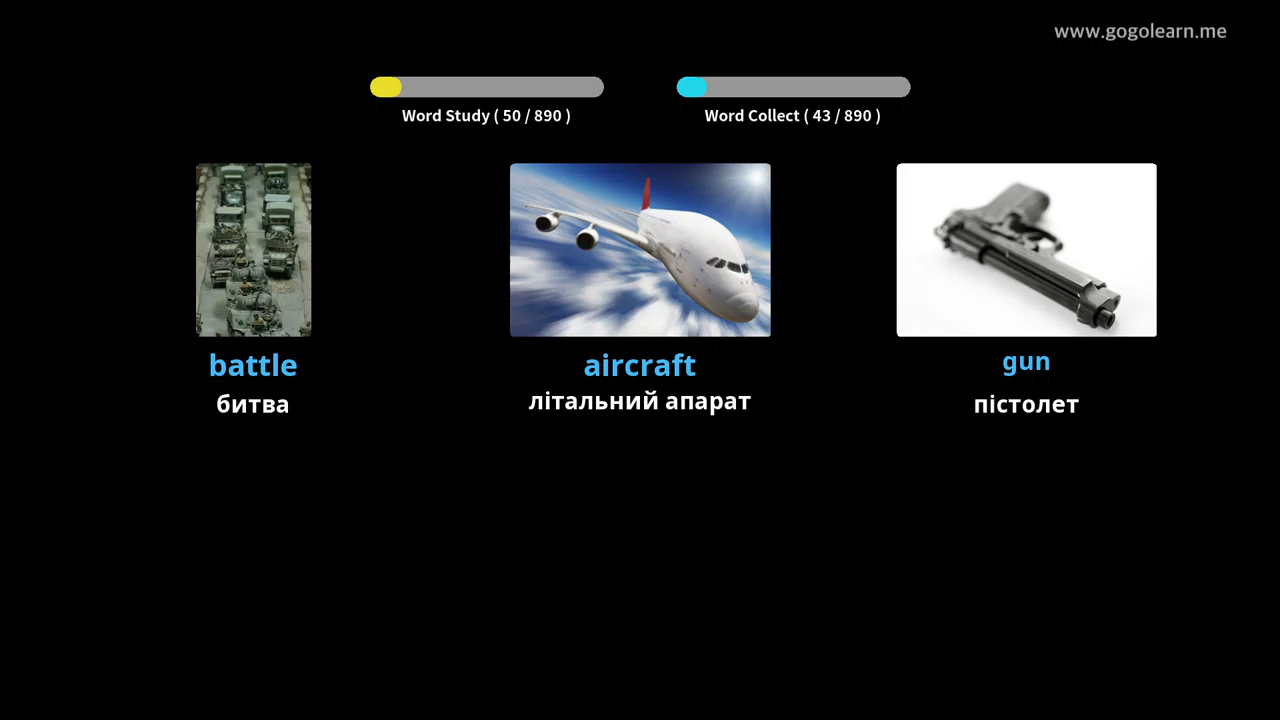 www.gogolearn.me
Word Study ( 50 / 890 )
Word Collect ( 43 / 890 )
battle
битва
aircraft
літальний апарат
gun
пістолет